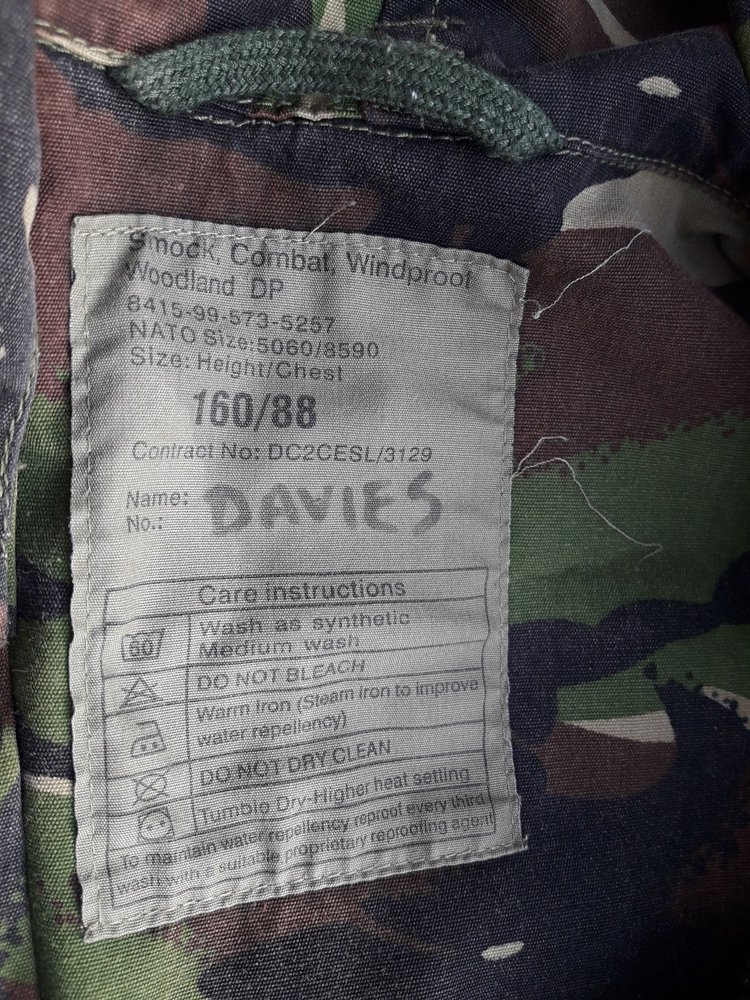 Smock, Combat, Windproof
Woodland DP
8415-99-573-5257
NATO Size:5060/8590
Size: Height/Chest
160/88
Contract No: DC2CESL/3129
Name: DAVIES
No.:
Care instructions
60
Wash as synthetic
Medium wash
DO NOT BLEACH
Warm Iron (Steam iron to improve
water repellency)
DO NOT DRY CLEAN
Tumble Dry-Higher heat setting
To maintain water repellency reproof every third
wash with a suitable proprietary reproofing agent